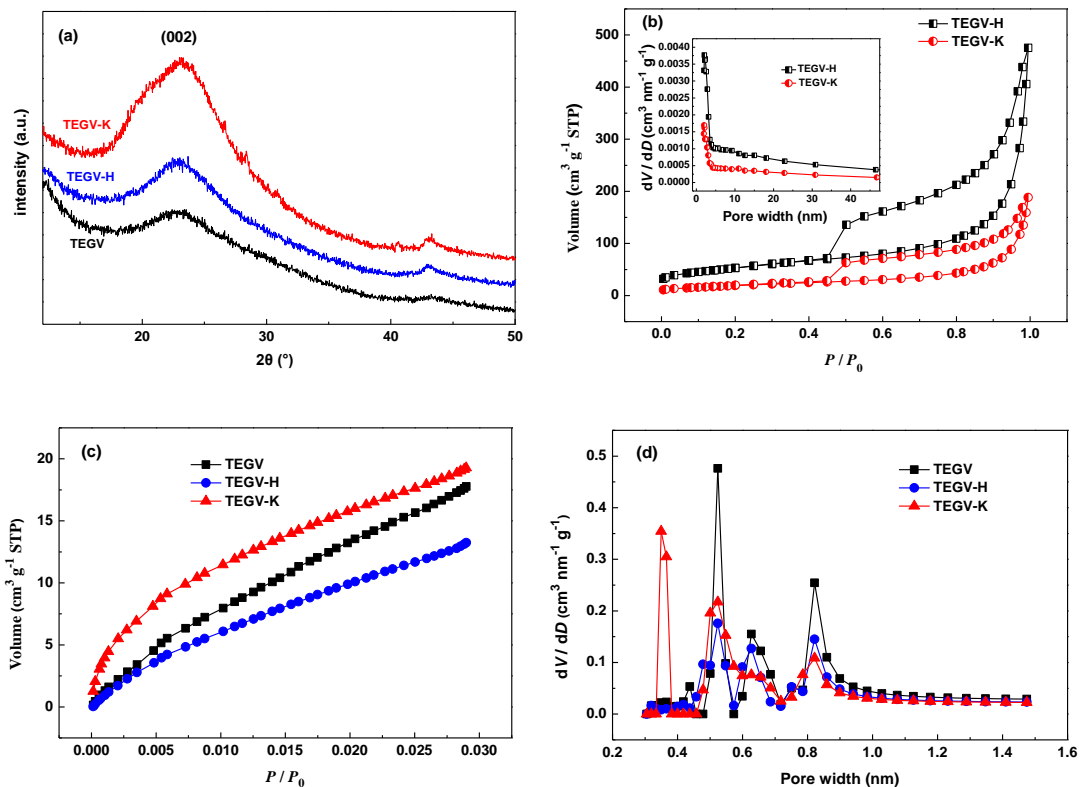 (a)
(002)
TEGV-K
TEGV-H
TEGV
intensity (a.u.)
20 30 40 50
2θ (°)
(b)
TEGV-H
TEGV-K
500
400
300
200
100
0
Volume (cm³ g⁻¹ STP)
0.0 0.2 0.4 0.6 0.8 1.0
P / P₀
TEGV-H
TEGV-K
0.0040
0.0035
0.0030
0.0025
0.0020
0.0015
0.0010
0.0005
0.0000
dV / dD (cm³ nm⁻¹ g⁻¹)
0 10 20 30 40
Pore width (nm)
(c)
TEGV
TEGV-H
TEGV-K
20
15
10
5
0
Volume (cm³ g⁻¹ STP)
0.000 0.005 0.010 0.015 0.020 0.025 0.030
P / P₀
(d)
TEGV
TEGV-H
TEGV-K
0.5
0.4
0.3
0.2
0.1
0.0
dV / dD (cm³ nm⁻¹ g⁻¹)
0.2 0.4 0.6 0.8 1.0 1.2 1.4 1.6
Pore width (nm)